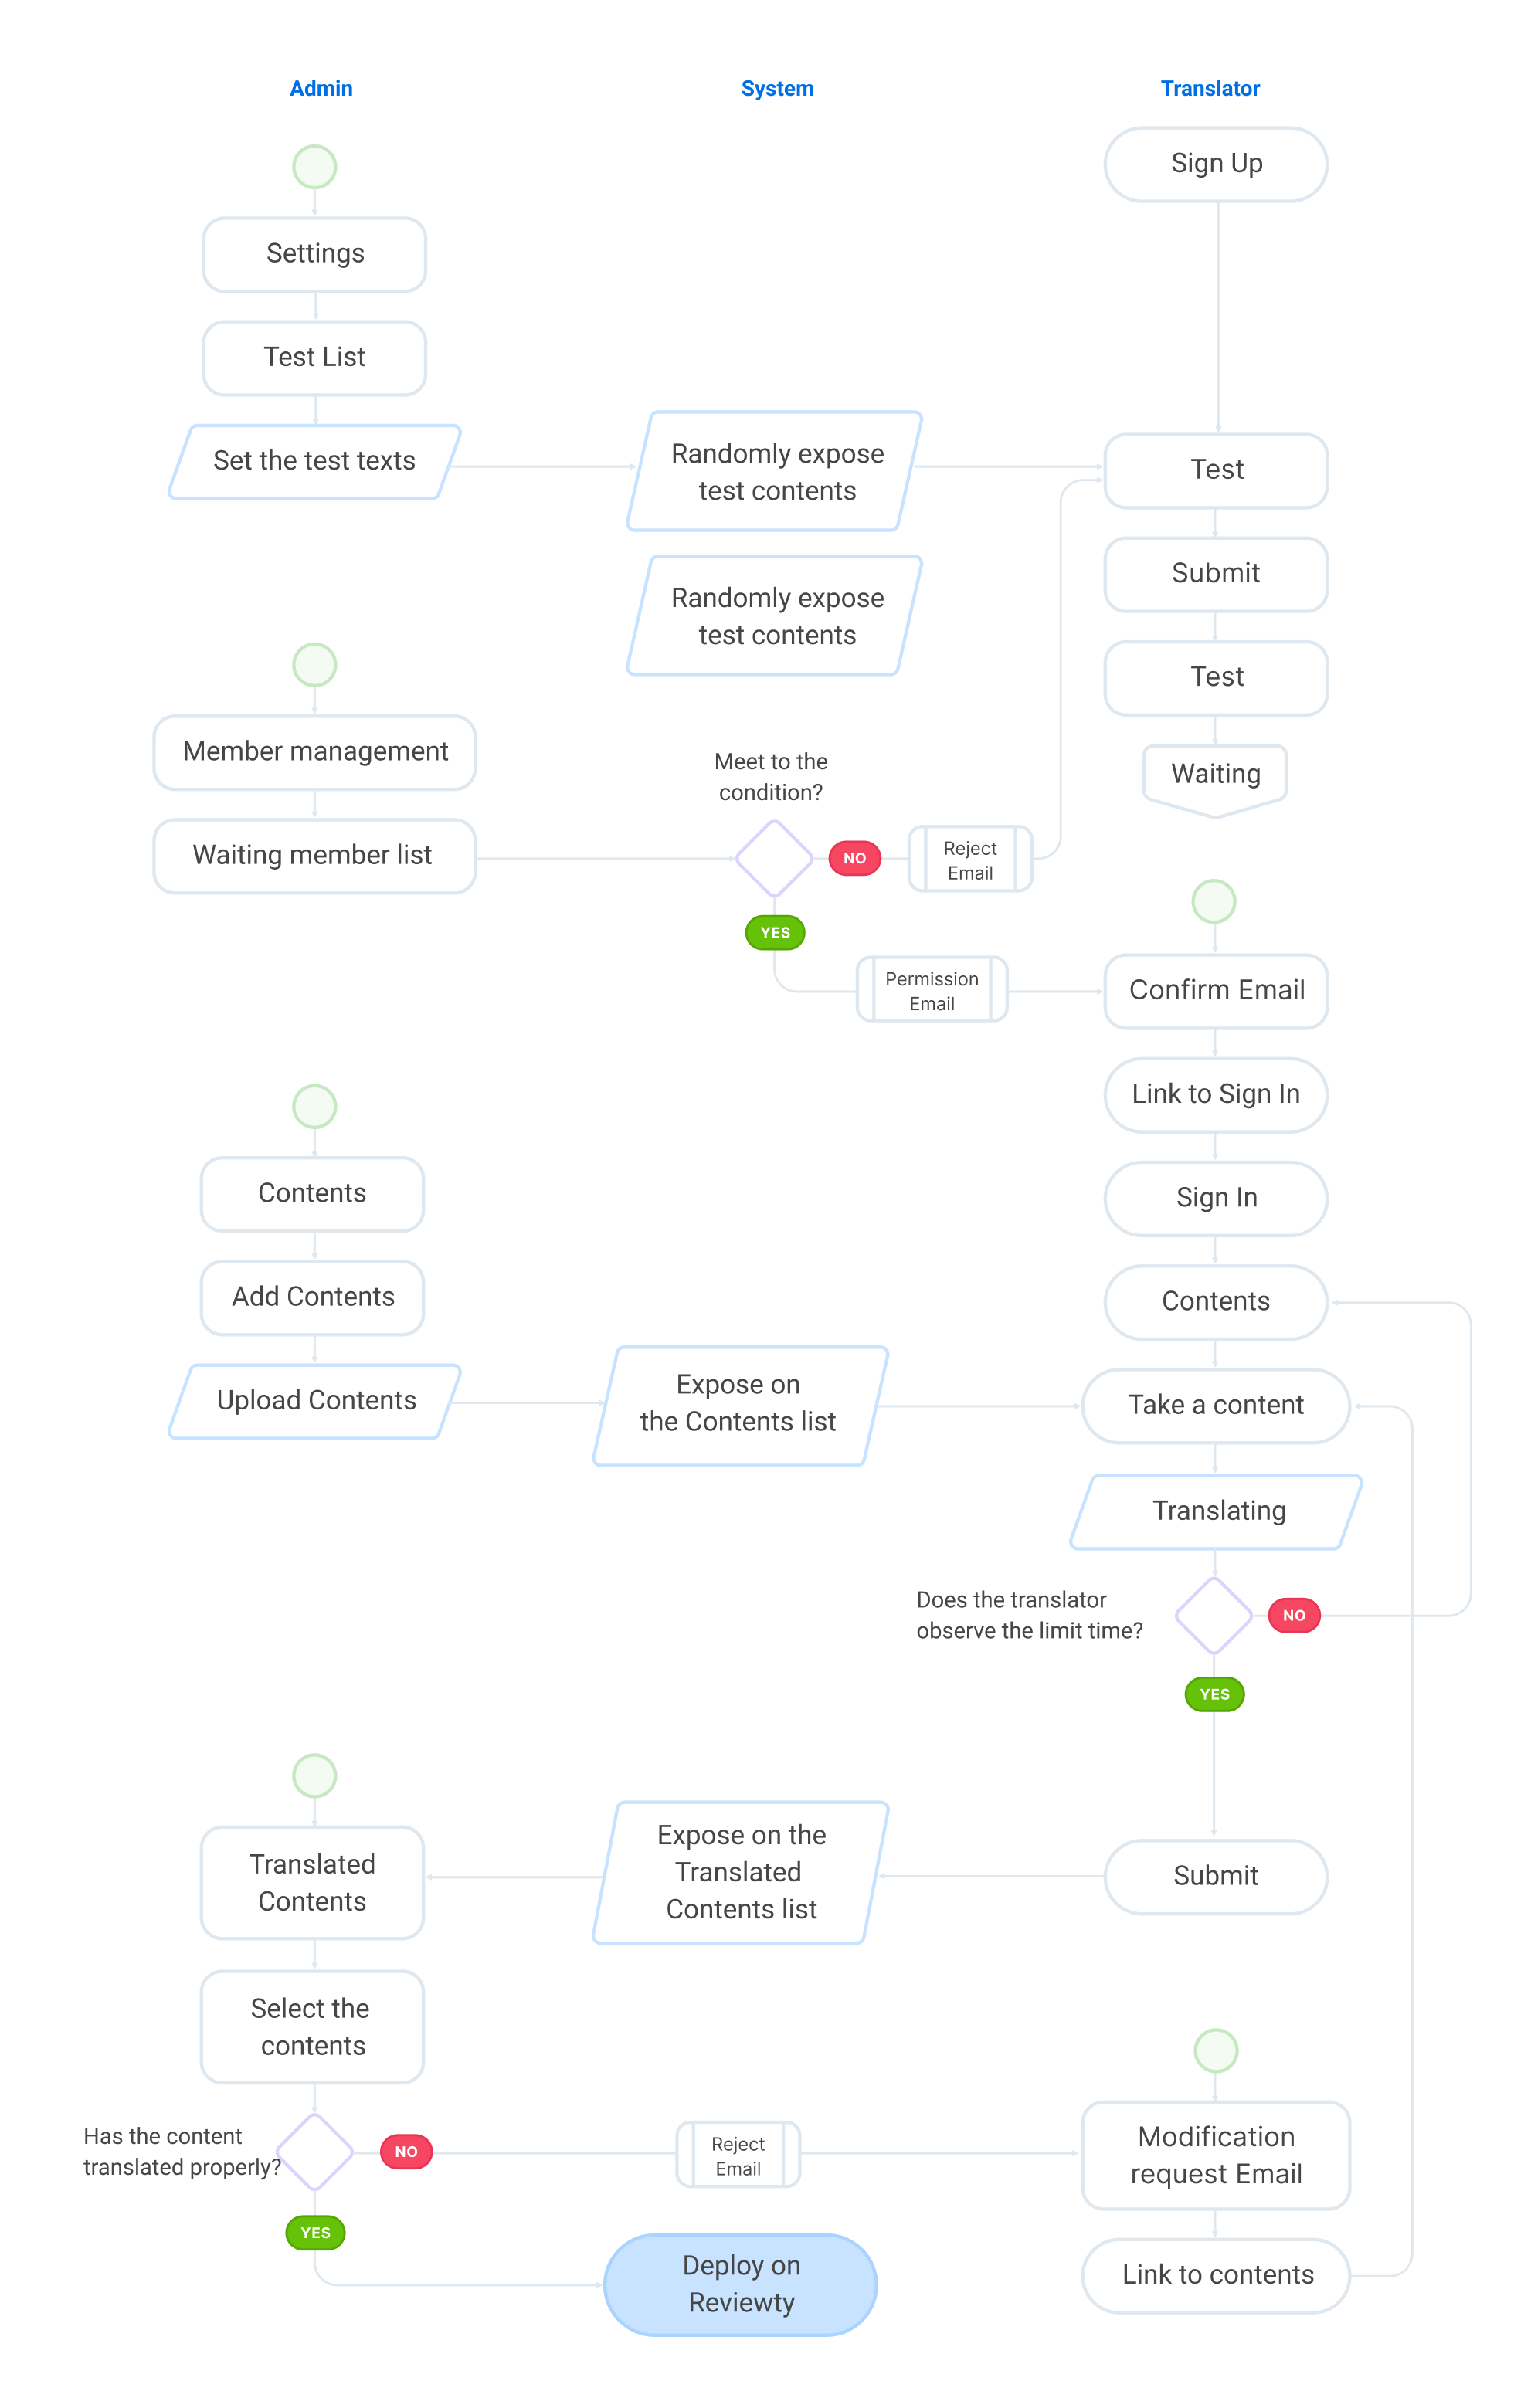 Admin
System
Translator
Sign Up
Settings
Test List
Set the test texts
Randomly expose
test contents
Test
Submit
Randomly expose
test contents
Test
Member management
Meet to the
condition?
Waiting
Waiting member list
NO
Reject
Email
YES
Permission
Email
Confirm Email
Link to Sign In
Contents
Sign In
Add Contents
Contents
Upload Contents
Expose on
the Contents list
Take a content
Translating
Does the translator
observe the limit time?
NO
YES
Translated
Contents
Expose on the
Translated
Contents list
Submit
Select the
contents
Has the content
translated properly?
NO
Reject
Email
Modification
request Email
YES
Deploy on
Reviewty
Link to contents